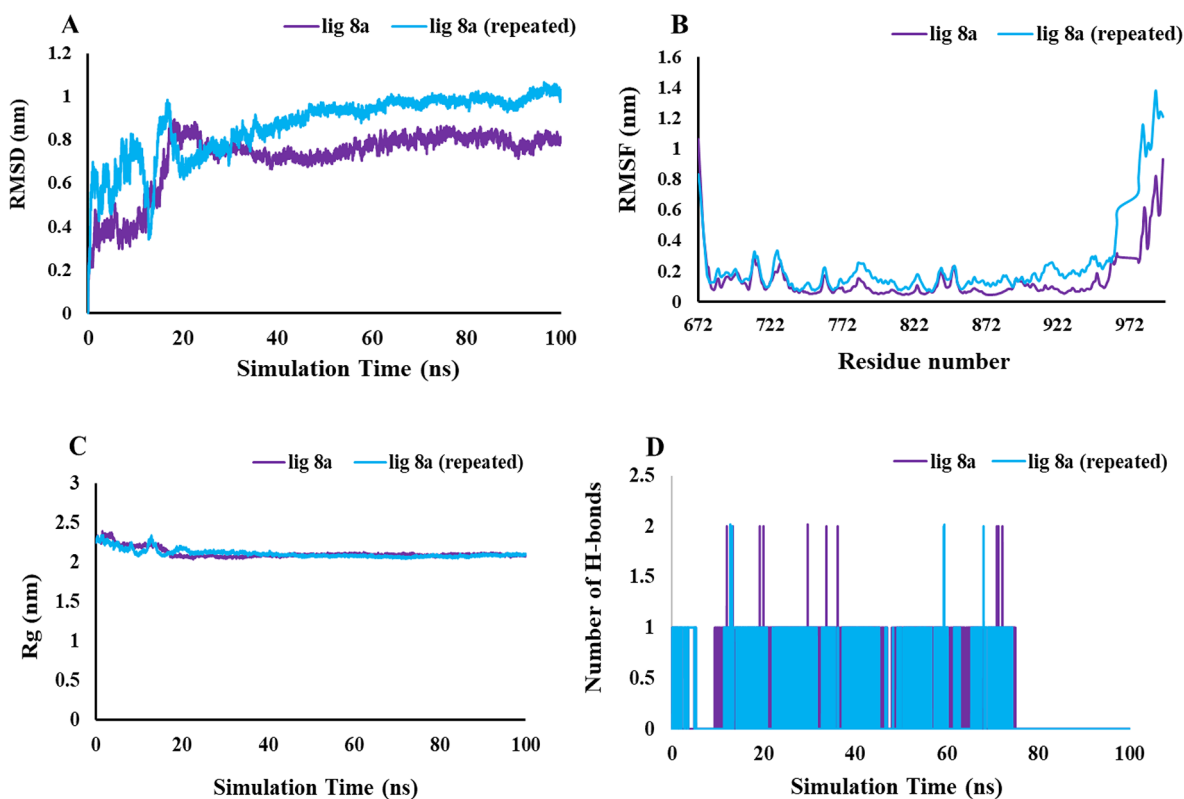 A
lig 8a lig 8a (repeated)
RMSD (nm)
1.2
1
0.8
0.6
0.4
0.2
0
0 20 40 60 80 100
Simulation Time (ns)
B
lig 8a lig 8a (repeated)
RMSF (nm)
1.6
1.4
1.2
1
0.8
0.6
0.4
0.2
0
672 722 772 822 872 922 972
Residue number
C
lig 8a lig 8a (repeated)
Rg (nm)
3
2.5
2
1.5
1
0.5
0
0 20 40 60 80 100
Simulation Time (ns)
D
lig 8a lig 8a (repeated)
Number of H-bonds
2.5
2
1.5
1
0.5
0
0 20 40 60 80 100
Simulation Time (ns)